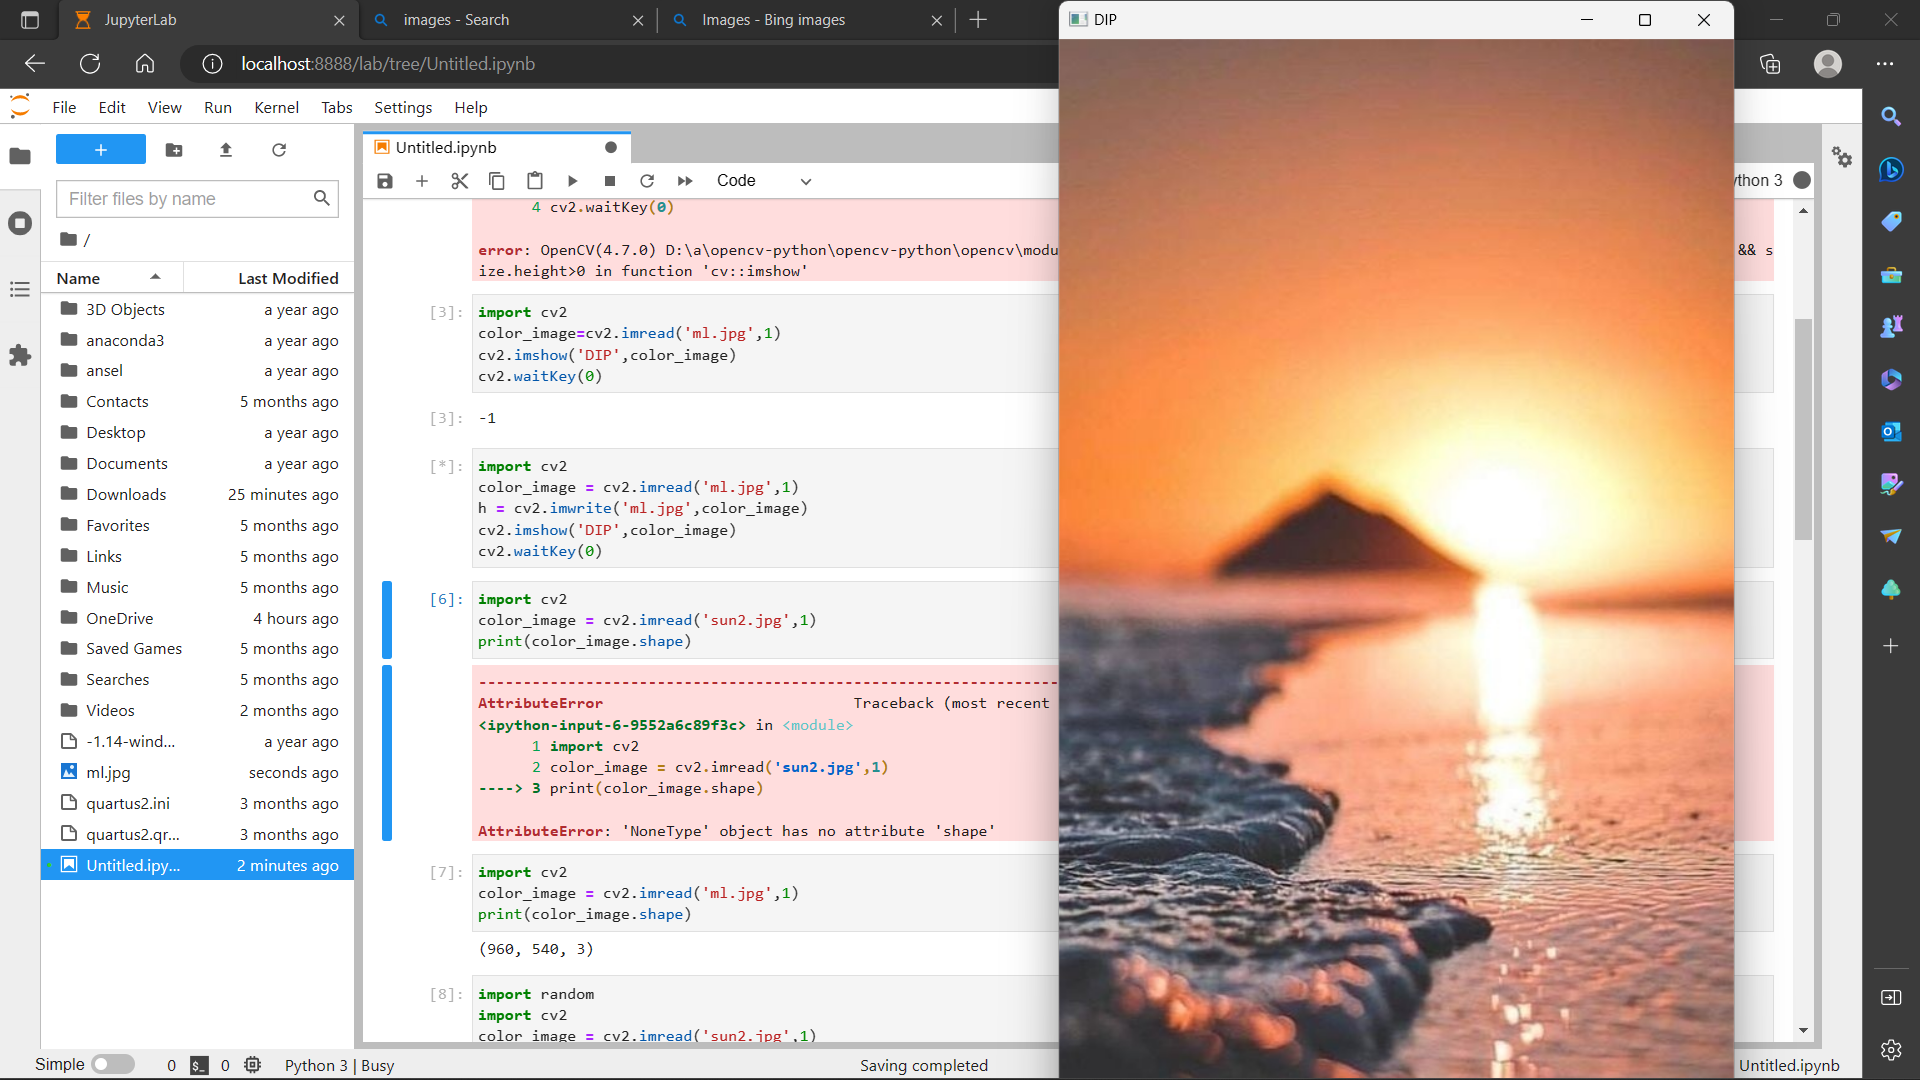 JupyterLab
images - Search
Images - Bing images
DIP
localhost:8888/lab/tree/Untitled.ipynb
File Edit View Run Kernel Tabs Settings Help
Untitled.ipynb
Filter files by name
Code
thon 3
/
Name Last Modified
3D Objects a year ago
anaconda3 a year ago
ansel a year ago
Contacts 5 months ago
Desktop a year ago
Documents a year ago
Downloads 25 minutes ago
Favorites 5 months ago
Links 5 months ago
Music 5 months ago
OneDrive 4 hours ago
Saved Games 5 months ago
Searches 5 months ago
Videos 2 months ago
-1.14-wind... a year ago
ml.jpg seconds ago
quartus2.ini 3 months ago
quartus2.qr... 3 months ago
Untitled.ipy... 2 minutes ago
4 cv2.waitKey(0)
error: OpenCV(4.7.0) D:\a\opencv-python\opencv-python\opencv\modu && s
ize.height>0 in function 'cv::imshow'
[3]: import cv2
color_image=cv2.imread('ml.jpg',1)
cv2.imshow('DIP',color_image)
cv2.waitKey(0)
[3]: -1
[*]: import cv2
color_image = cv2.imread('ml.jpg',1)
h = cv2.imwrite('ml.jpg',color_image)
cv2.imshow('DIP',color_image)
cv2.waitKey(0)
[6]: import cv2
color_image = cv2.imread('sun2.jpg',1)
print(color_image.shape)
---------------------------------------------------------------------------
AttributeError Traceback (most recent
<ipython-input-6-9552a6c89f3c> in <module>
1 import cv2
2 color_image = cv2.imread('sun2.jpg',1)
----> 3 print(color_image.shape)
AttributeError: 'NoneType' object has no attribute 'shape'
[7]: import cv2
color_image = cv2.imread('ml.jpg',1)
print(color_image.shape)
(960, 540, 3)
[8]: import random
import cv2
color_image = cv2.imread('sun2.jpg',1)
Simple 0 $_ 0 Python 3 | Busy Saving completed Untitled.ipynb